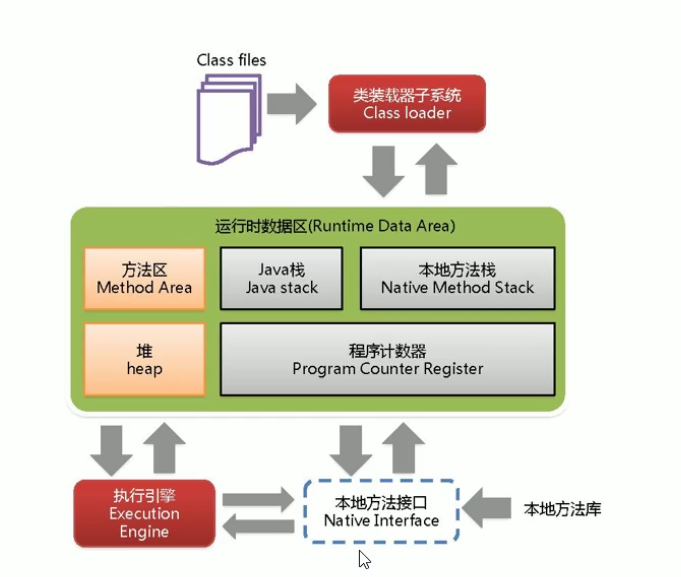 Class files
类装载器子系统
Class loader
运行时数据区(Runtime Data Area)
方法区
Method Area
Java栈
Java stack
本地方法栈
Native Method Stack
堆
heap
程序计数器
Program Counter Register
执行引擎
Execution
Engine
本地方法接口
Native Interface
本地方法库